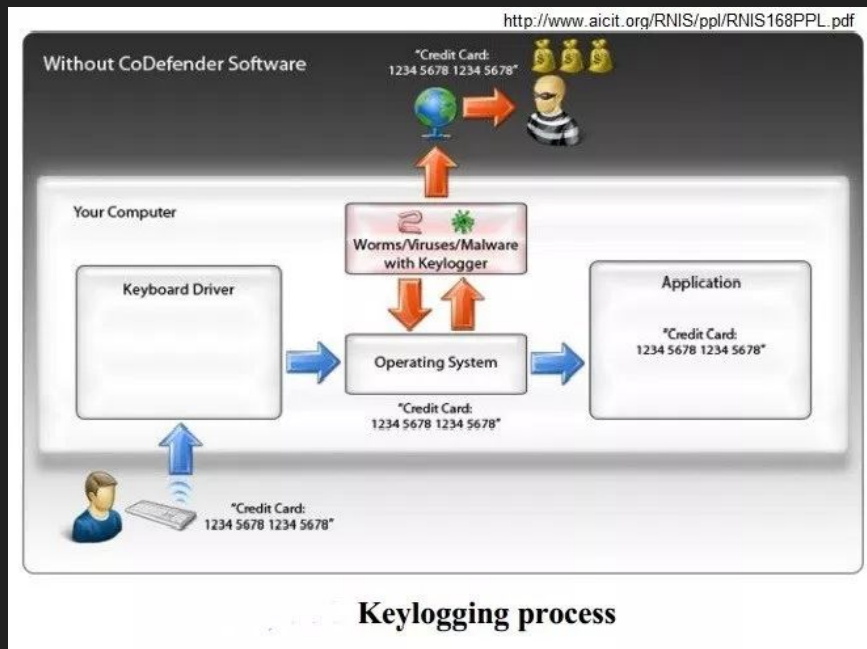 http://www.aicit.org/RNIS/ppl/RNIS168PPL.pdf
Without CoDefender Software
"Credit Card:
1234 5678 1234 5678"
Your Computer
Worms/Viruses/Malware
with Keylogger
Keyboard Driver
Operating System
"Credit Card:
1234 5678 1234 5678"
Application
"Credit Card:
1234 5678 1234 5678"
"Credit Card:
1234 5678 1234 5678"
Keylogging process